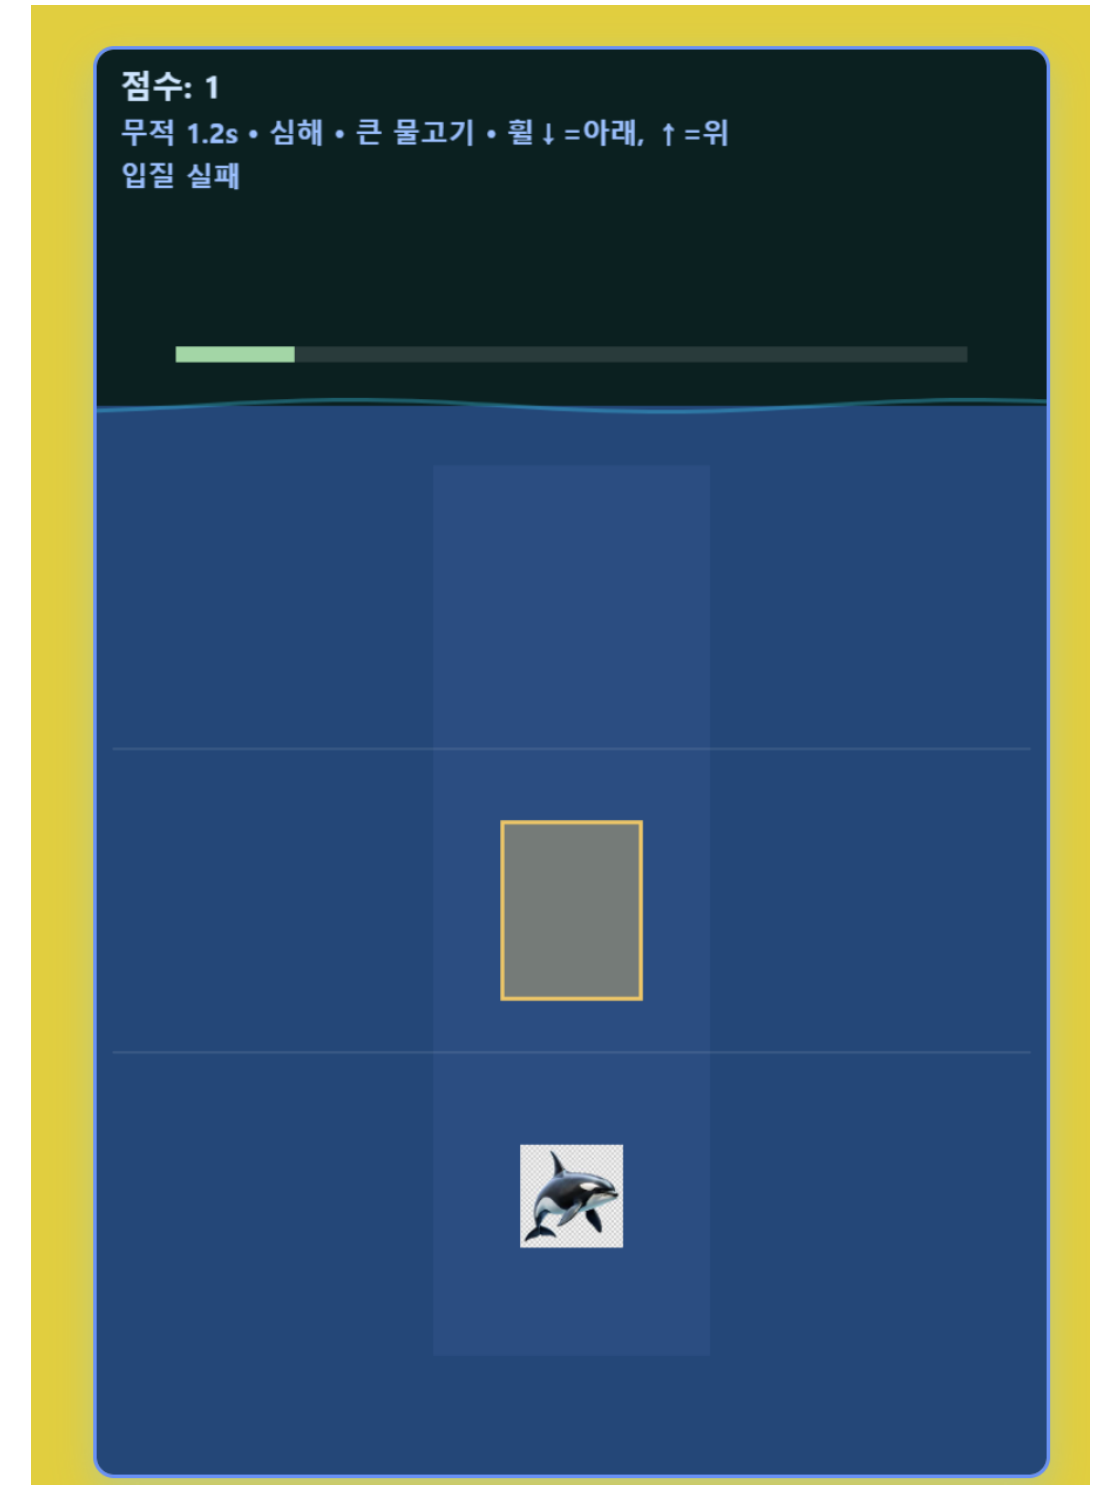 점수: 1
무적 1.2s • 심해 • 큰 물고기 • 휠↓=아래, ↑=위
입질 실패